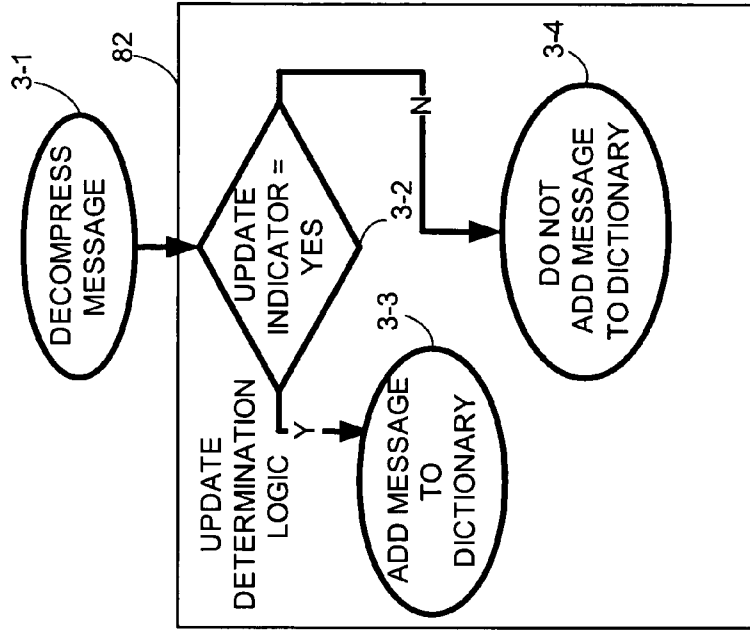 3-1
DECOMPRESS
MESSAGE
82
UPDATE
DETERMINATION
LOGIC
UPDATE
INDICATOR =
YES
3-2
Y
N
3-3
ADD MESSAGE
TO
DICTIONARY
3-4
DO NOT
ADD MESSAGE
TO DICTIONARY